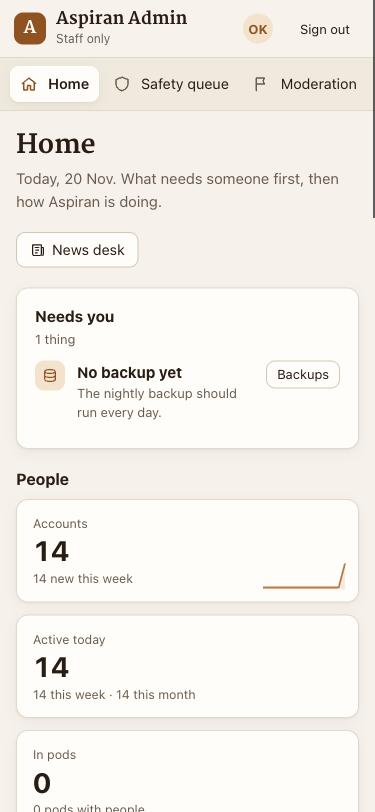 A
Aspiran Admin
Staff only
OK
Sign out
Home
Safety queue
Moderation
Home
Today, 20 Nov. What needs someone first, then
how Aspiran is doing.
News desk
Needs you
1 thing
No backup yet
The nightly backup should
run every day.
Backups
People
Accounts
14
14 new this week
Active today
14
14 this week · 14 this month
In pods
0
0 pods with people